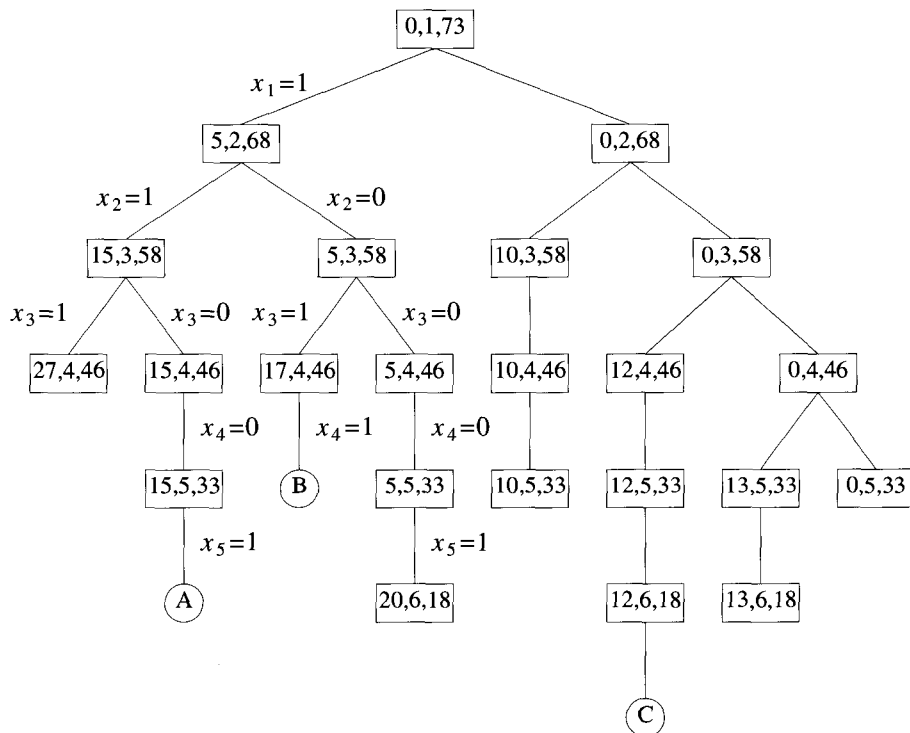 0,1,73
x1=1
5,2,68
0,2,68
x2=1
x2=0
15,3,58
5,3,58
10,3,58
0,3,58
x3=1
x3=0
x3=1
x3=0
27,4,46
15,4,46
17,4,46
5,4,46
10,4,46
12,4,46
0,4,46
x4=0
x4=1
x4=0
15,5,33
B
5,5,33
10,5,33
12,5,33
13,5,33
0,5,33
x5=1
x5=1
A
20,6,18
12,6,18
13,6,18
C